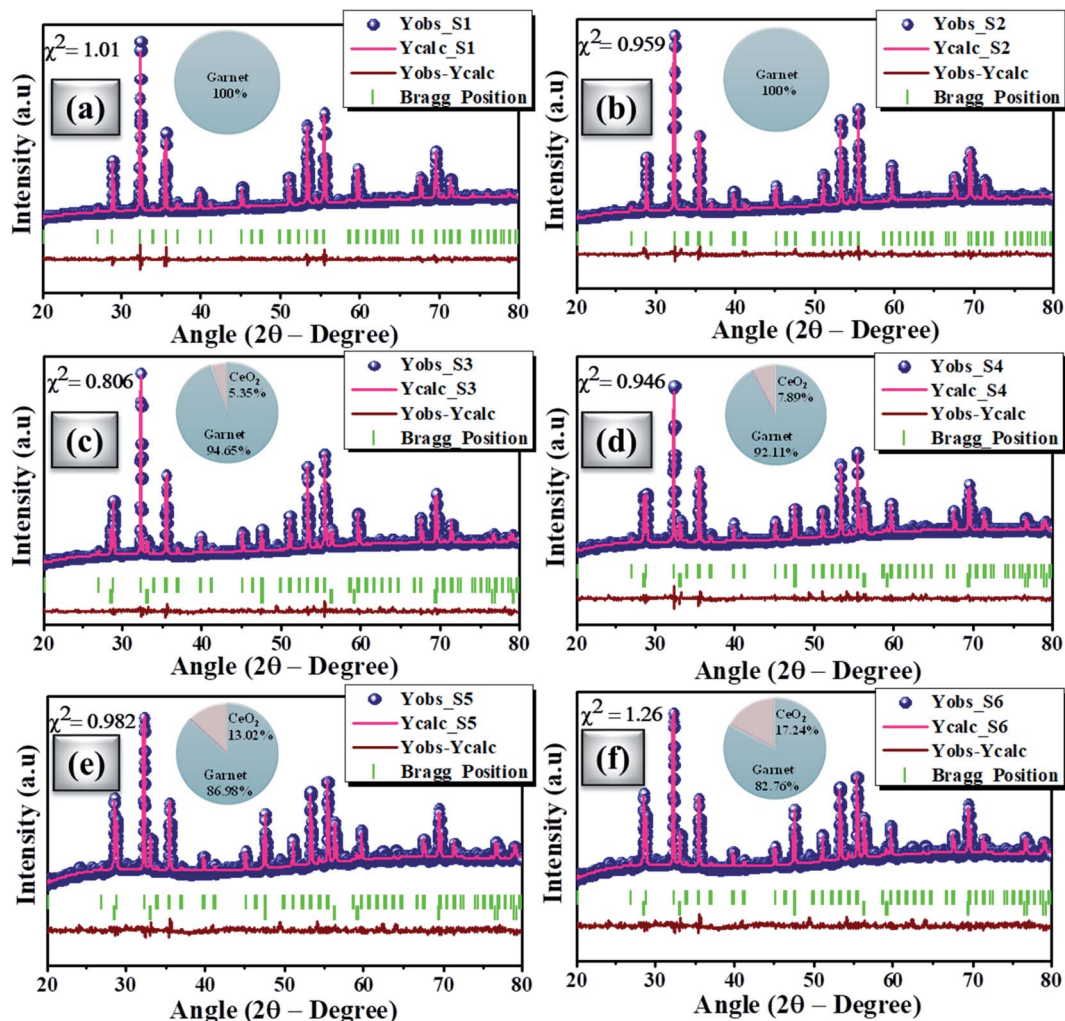 χ² = 1.01
(a)
Garnet
100%
Yobs_S1
Ycalc_S1
Yobs-Ycalc
Bragg_Position
Intensity (a.u)
20 30 40 50 60 70 80
Angle (2θ – Degree)
χ² = 0.959
(b)
Garnet
100%
Yobs_S2
Ycalc_S2
Yobs-Ycalc
Bragg_Position
Intensity (a.u)
20 30 40 50 60 70 80
Angle (2θ – Degree)
χ² = 0.806
(c)
CeO₂
5.35%
Garnet
94.65%
Yobs_S3
Ycalc_S3
Yobs-Ycalc
Bragg_Position
Intensity (a.u)
20 30 40 50 60 70 80
Angle (2θ – Degree)
χ² = 0.946
(d)
CeO₂
7.89%
Garnet
92.11%
Yobs_S4
Ycalc_S4
Yobs-Ycalc
Bragg_Position
Intensity (a.u)
20 30 40 50 60 70 80
Angle (2θ – Degree)
χ² = 0.982
(e)
CeO₂
13.02%
Garnet
86.98%
Yobs_S5
Ycalc_S5
Yobs-Ycalc
Bragg_Position
Intensity (a.u)
20 30 40 50 60 70 80
Angle (2θ – Degree)
χ² = 1.26
(f)
CeO₂
17.24%
Garnet
82.76%
Yobs_S6
Ycalc_S6
Yobs-Ycalc
Bragg_Position
Intensity (a.u)
20 30 40 50 60 70 80
Angle (2θ – Degree)